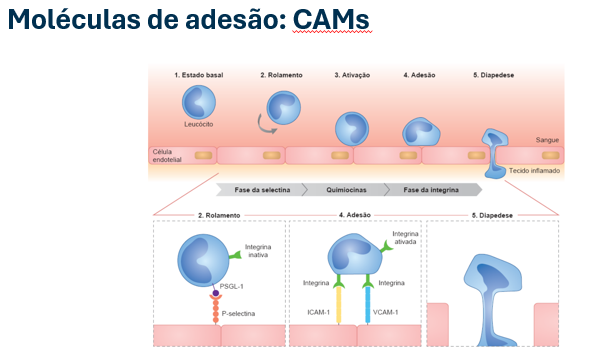 Moléculas de adesão: CAMs
1. Estado basal
2. Rolamento
3. Ativação
4. Adesão
5. Diapedese
Leucócito
Sangue
Célula
endotelial
Tecido inflamado
Fase da selectina
Quimiocinas
Fase da integrina
2. Rolamento
4. Adesão
5. Diapedese
Integrina
inativa
PSGL-1
P-selectina
Integrina
ativada
Integrina
Integrina
ICAM-1
VCAM-1